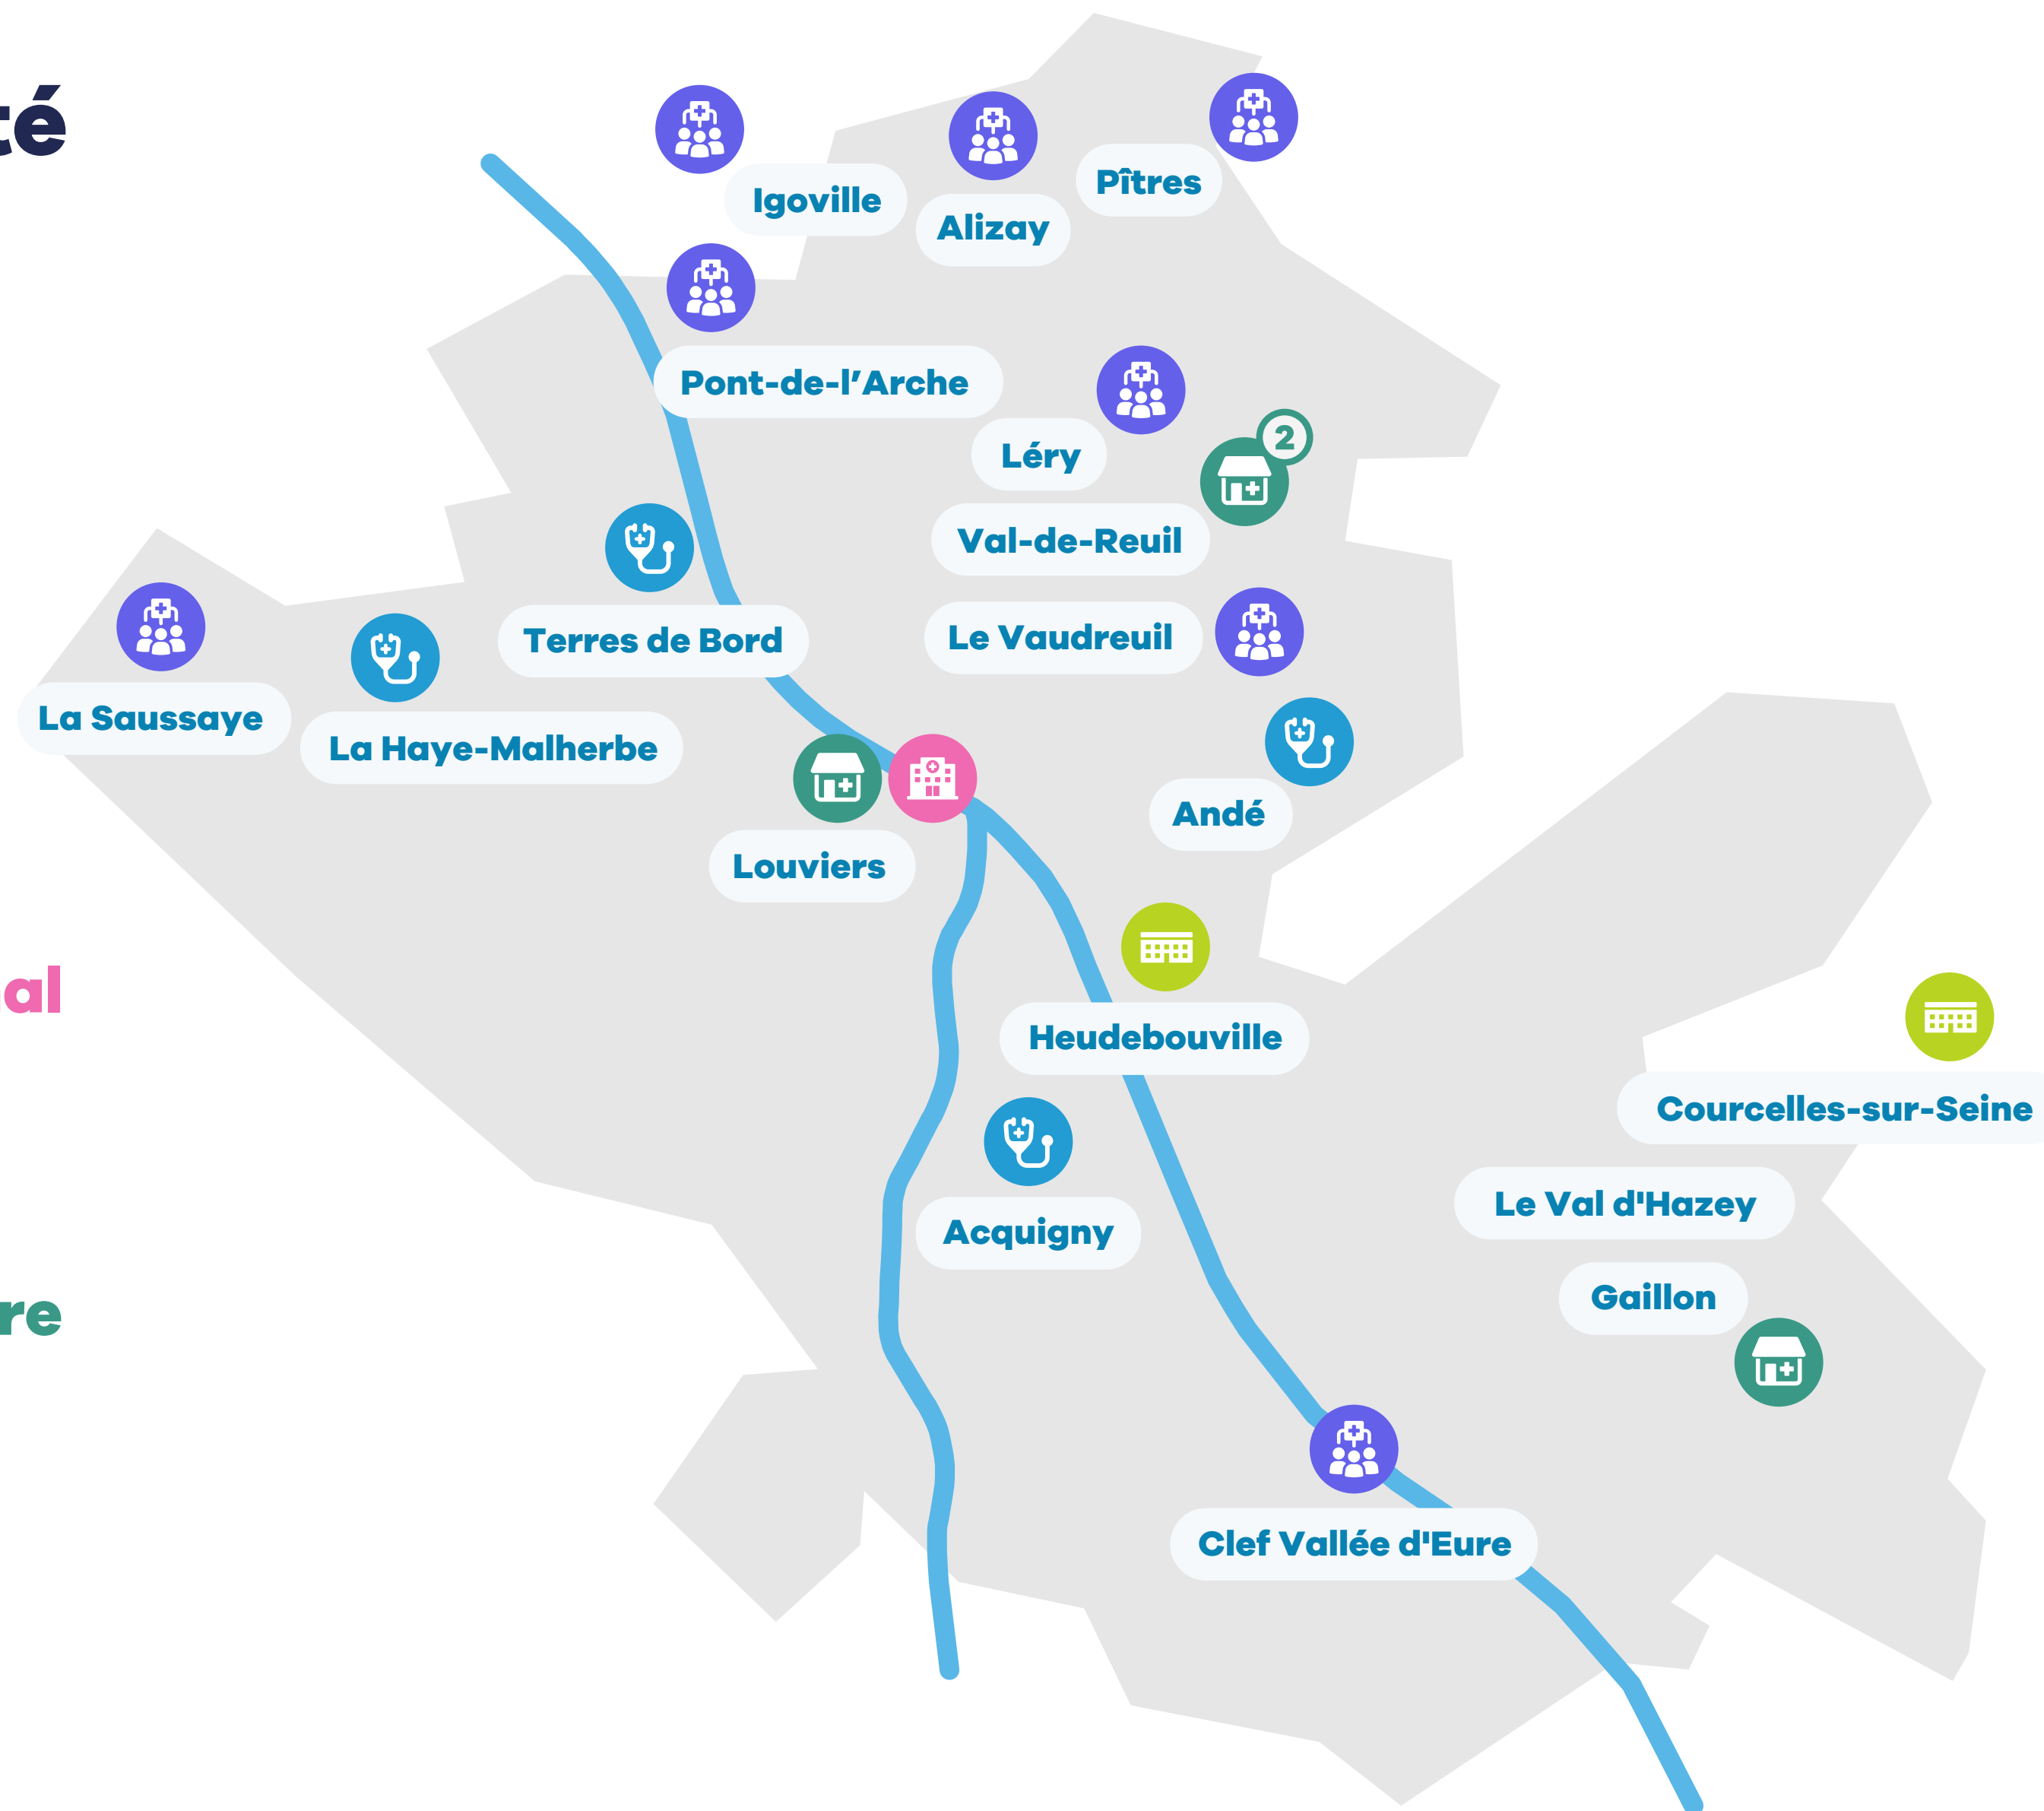 té
Igoville
Alizay
Pîtres
Pont-de-l’Arche
Léry
2
Val-de-Reuil
Terres de Bord
Le Vaudreuil
La Saussaye
La Haye-Malherbe
Andé
Louviers
al
Heudebouville
Courcelles-sur-Seine
Le Val d'Hazey
Acquigny
Gaillon
re
Clef Vallée d'Eure